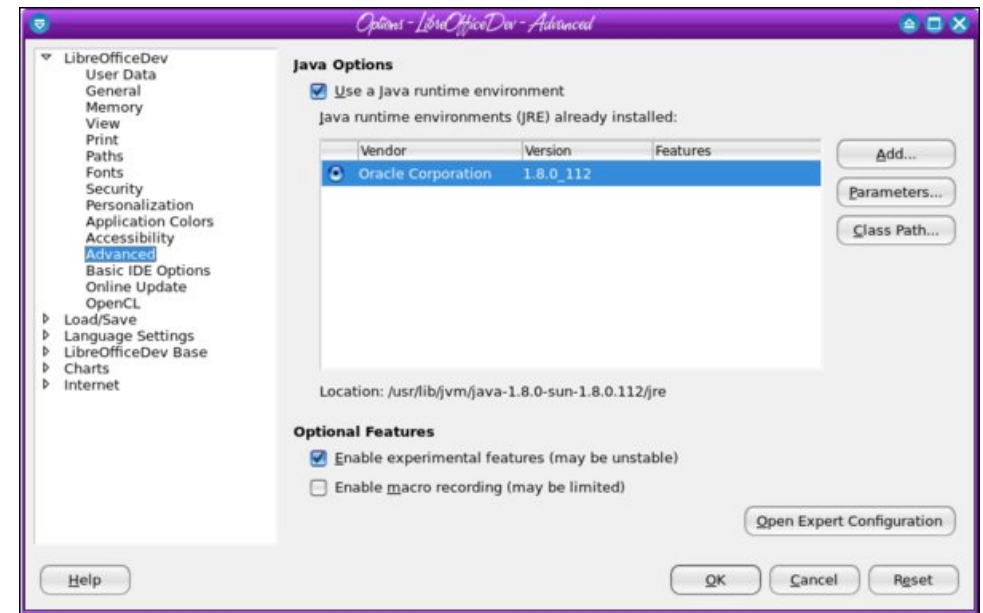 Options - LibreOfficeDev - Advanced
LibreOfficeDev
User Data
General
Memory
View
Print
Paths
Fonts
Security
Personalization
Application Colors
Accessibility
Advanced
Basic IDE Options
Online Update
OpenCL
Load/Save
Language Settings
LibreOfficeDev Base
Charts
Internet
Java Options
Use a Java runtime environment
Java runtime environments (JRE) already installed:
Vendor Version Features
Oracle Corporation 1.8.0_112
Add...
Parameters...
Class Path...
Location: /usr/lib/jvm/java-1.8.0-sun-1.8.0.112/jre
Optional Features
Enable experimental features (may be unstable)
Enable macro recording (may be limited)
Open Expert Configuration
Help OK Cancel Reset